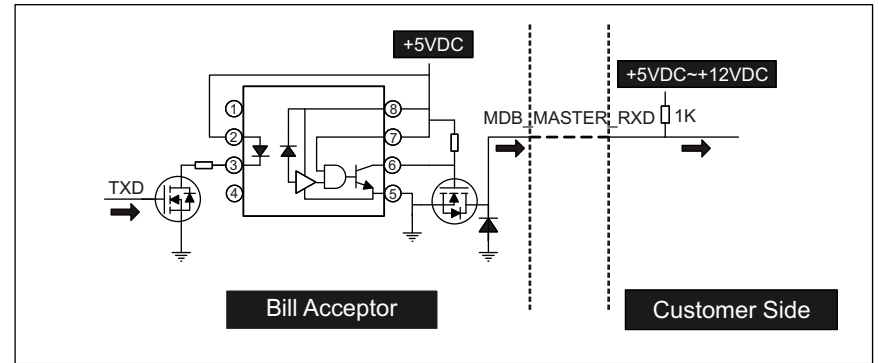 +5VDC
+5VDC~+12VDC
1
8
MDB_MASTER_RXD
1K
2
7
3
6
TXD
4
5
Bill Acceptor
Customer Side